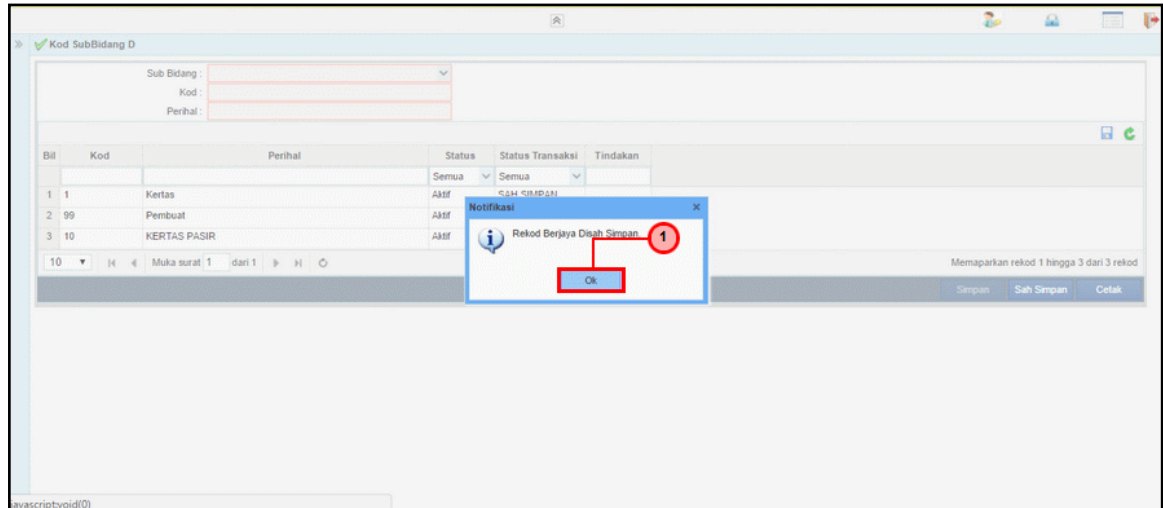 Kod SubBidang D
Sub Bidang :
Kod :
Perihal :
Bil Kod Perihal Status Status Transaksi Tindakan
Semua Semua
1 1 Kertas Aktif SAH SIMPAN
2 99 Pembuat Aktif
3 10 KERTAS PASIR Aktif
Notifikasi
Rekod Berjaya Disah Simpan.
1
Ok
10 Muka surat 1 dari 1 Memaparkan rekod 1 hingga 3 dari 3 rekod
Simpan Sah Simpan Cetak
javascript:void(0)